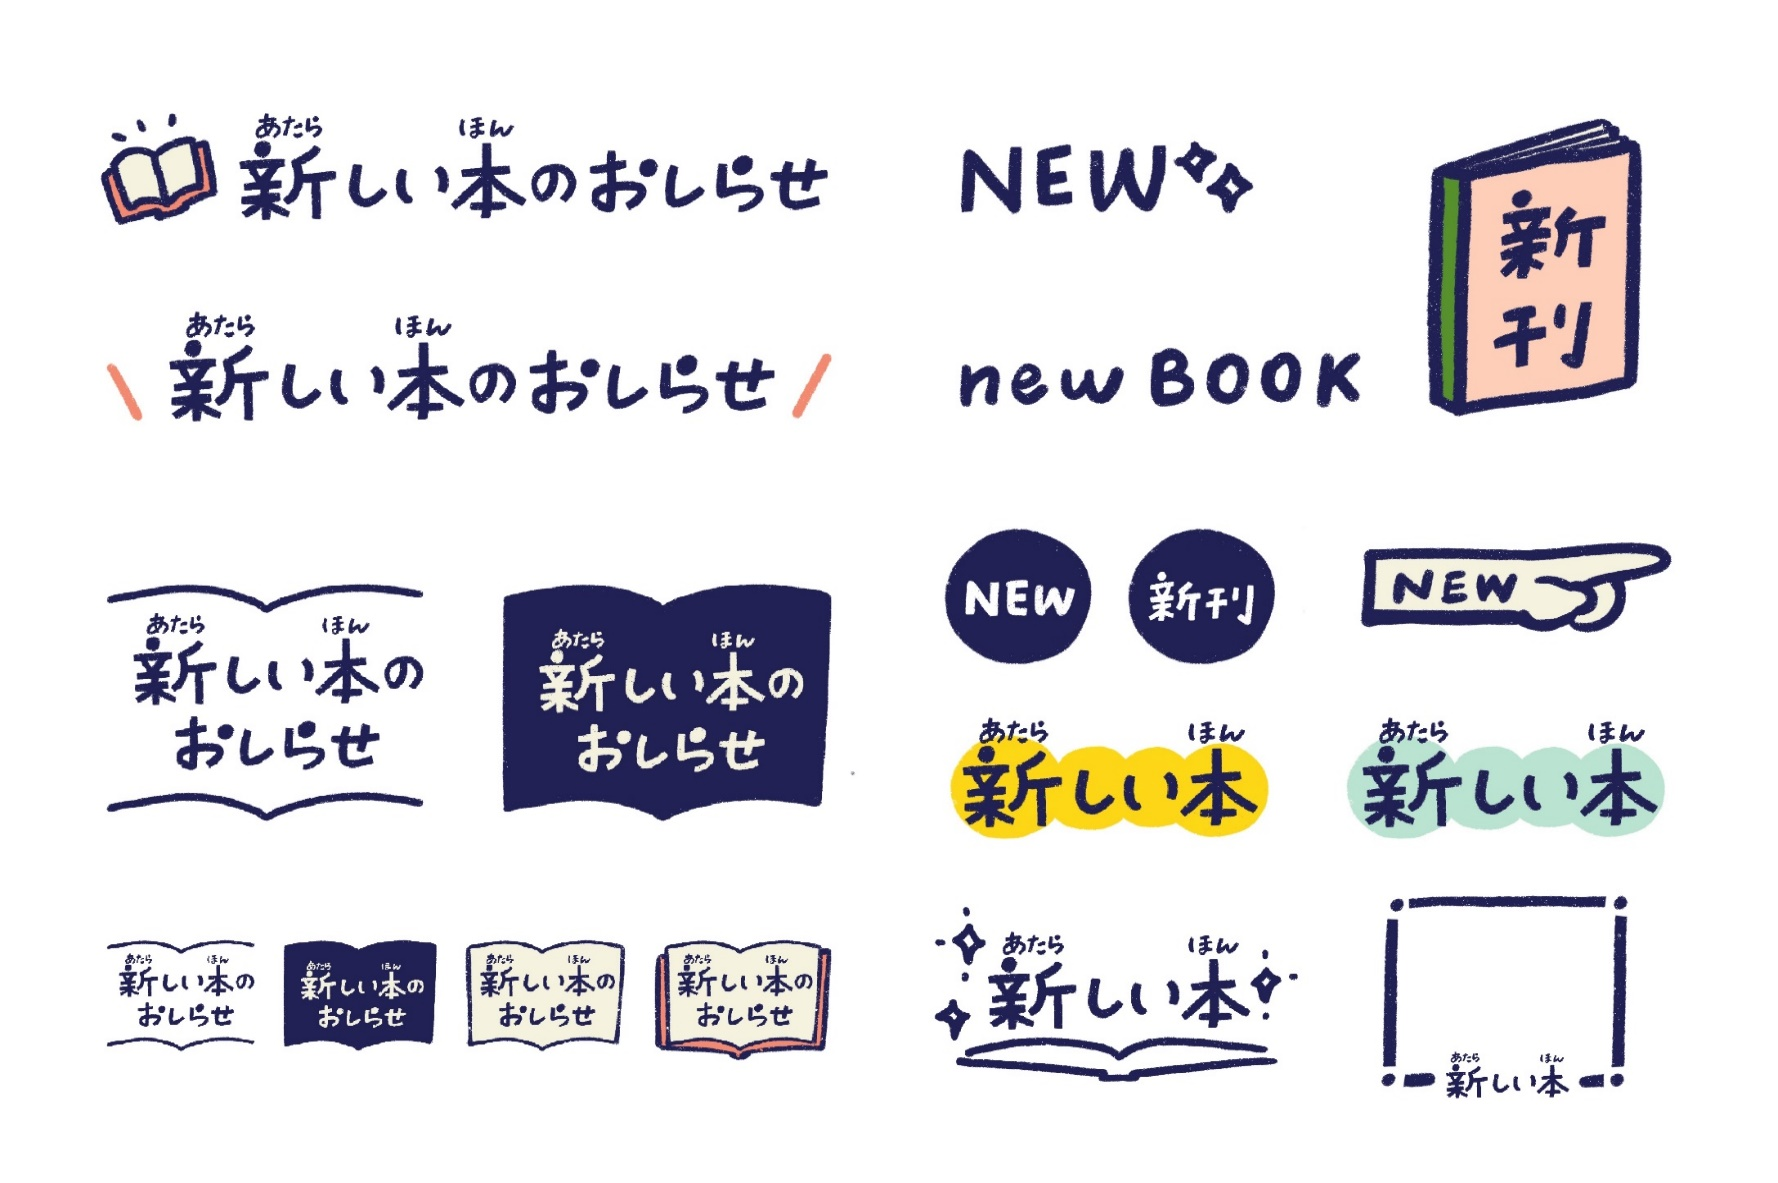 あたら ほん
新しい本のおしらせ
あたら ほん
新しい本のおしらせ
NEW
new BOOK
新
刊
あたら ほん
新しい本の
おしらせ
あたら ほん
新しい本の
おしらせ
NEW
新刊
NEW
あたら ほん
新しい本
あたら ほん
新しい本
あたら ほん
新しい本の
おしらせ
あたら ほん
新しい本の
おしらせ
あたら ほん
新しい本の
おしらせ
あたら ほん
新しい本の
おしらせ
あたら ほん
新しい本
あたら ほん
新しい本